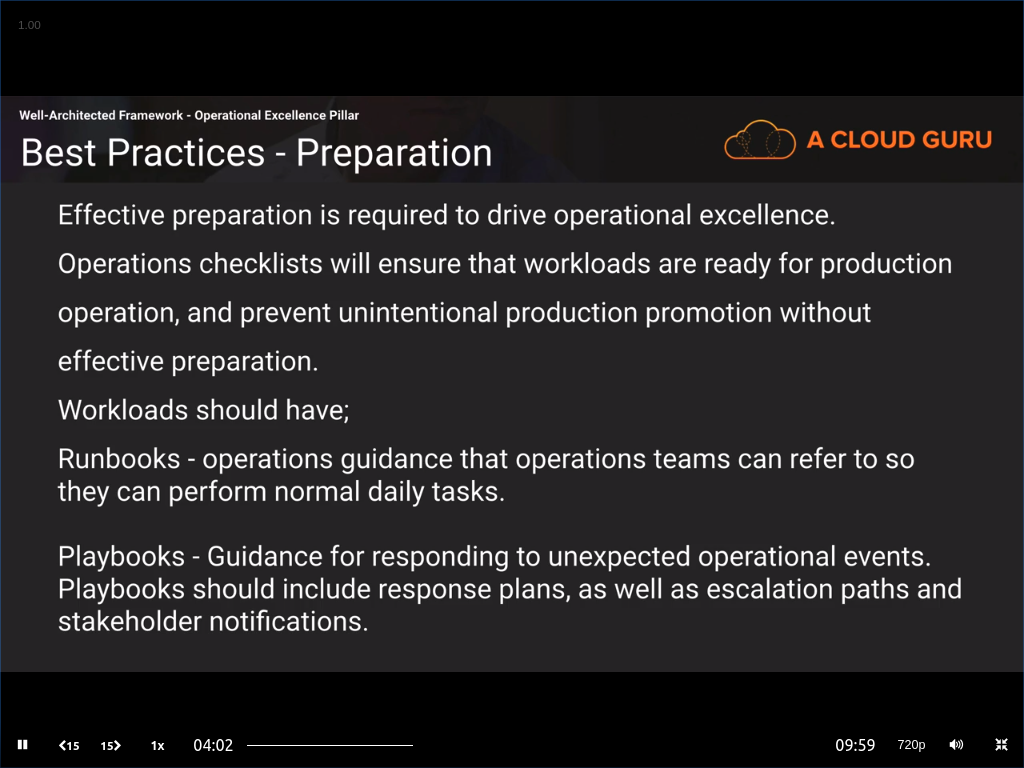 1.00
Well-Architected Framework - Operational Excellence Pillar
Best Practices - Preparation
A CLOUD GURU
Effective preparation is required to drive operational excellence.
Operations checklists will ensure that workloads are ready for production
operation, and prevent unintentional production promotion without
effective preparation.
Workloads should have;
Runbooks - operations guidance that operations teams can refer to so
they can perform normal daily tasks.
Playbooks - Guidance for responding to unexpected operational events.
Playbooks should include response plans, as well as escalation paths and
stakeholder notifications.
15 15 1x 04:02 09:59 720p